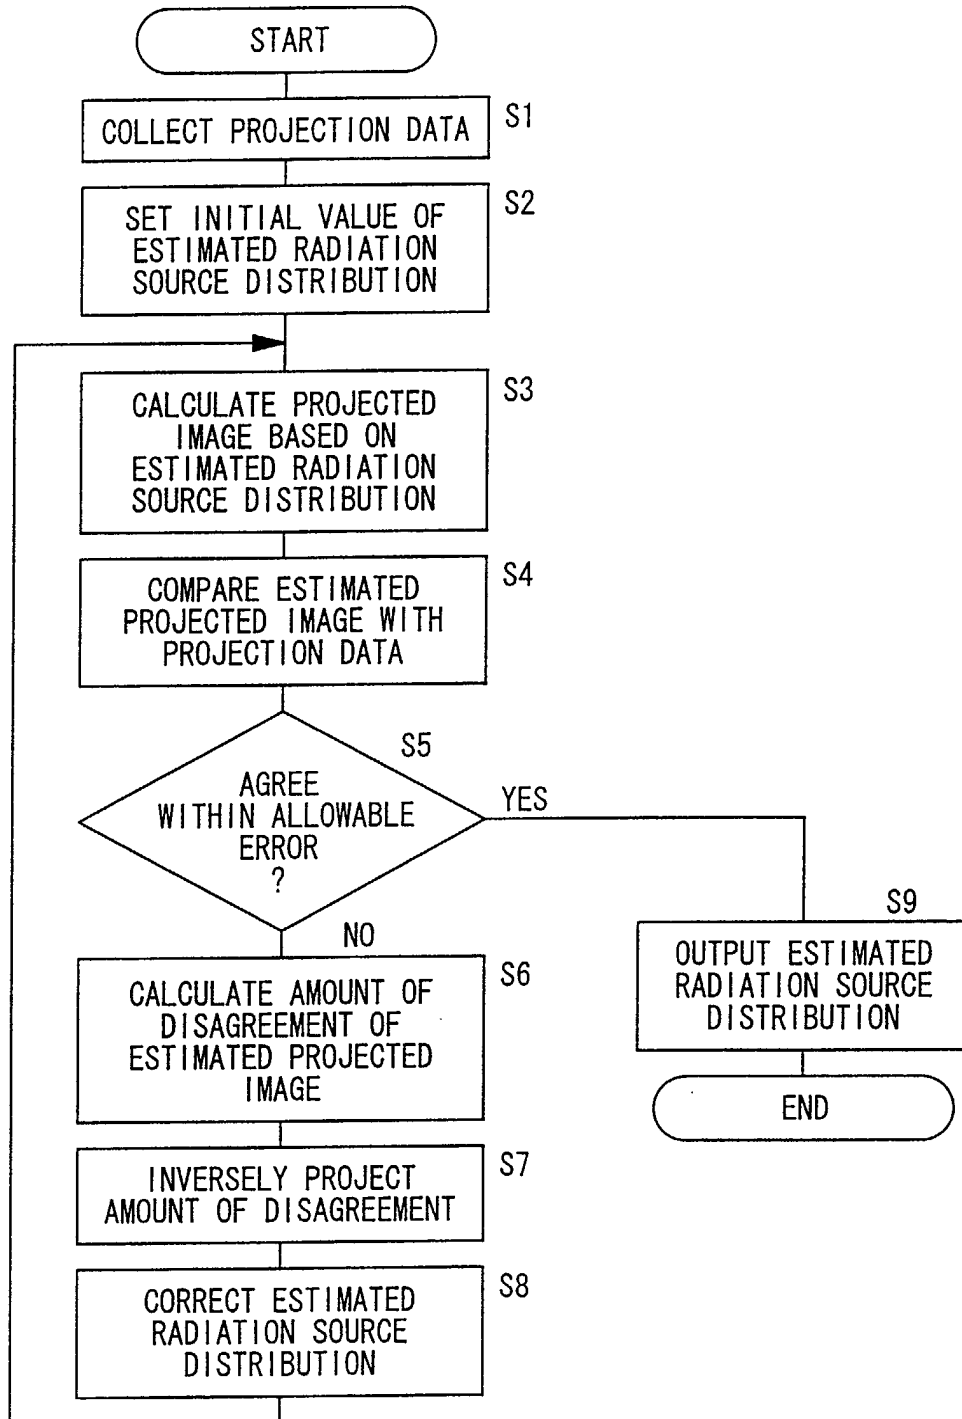 START
COLLECT PROJECTION DATA
S1
SET INITIAL VALUE OF
ESTIMATED RADIATION
SOURCE DISTRIBUTION
S2
CALCULATE PROJECTED
IMAGE BASED ON
ESTIMATED RADIATION
SOURCE DISTRIBUTION
S3
COMPARE ESTIMATED
PROJECTED IMAGE WITH
PROJECTION DATA
S4
S5
AGREE
WITHIN ALLOWABLE
ERROR
?
YES
NO
CALCULATE AMOUNT OF
DISAGREEMENT OF
ESTIMATED PROJECTED
IMAGE
S6
INVERSELY PROJECT
AMOUNT OF DISAGREEMENT
S7
CORRECT ESTIMATED
RADIATION SOURCE
DISTRIBUTION
S8
S9
OUTPUT ESTIMATED
RADIATION SOURCE
DISTRIBUTION
END